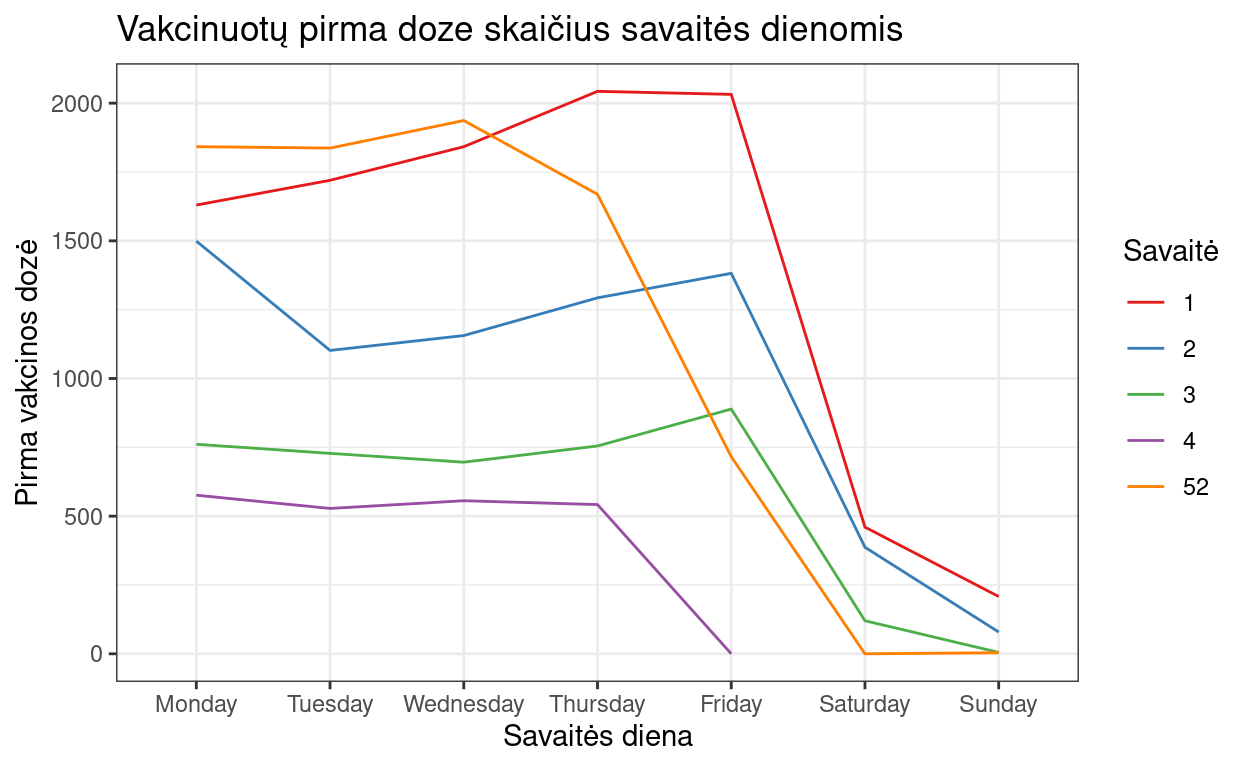 Vakcinuotų pirma doze skaičius savaitės dienomis
Pirma vakcinos dozė
2000
1500
1000
500
0
Monday Tuesday Wednesday Thursday Friday Saturday Sunday
Savaitės diena
Savaitė
1
2
3
4
52